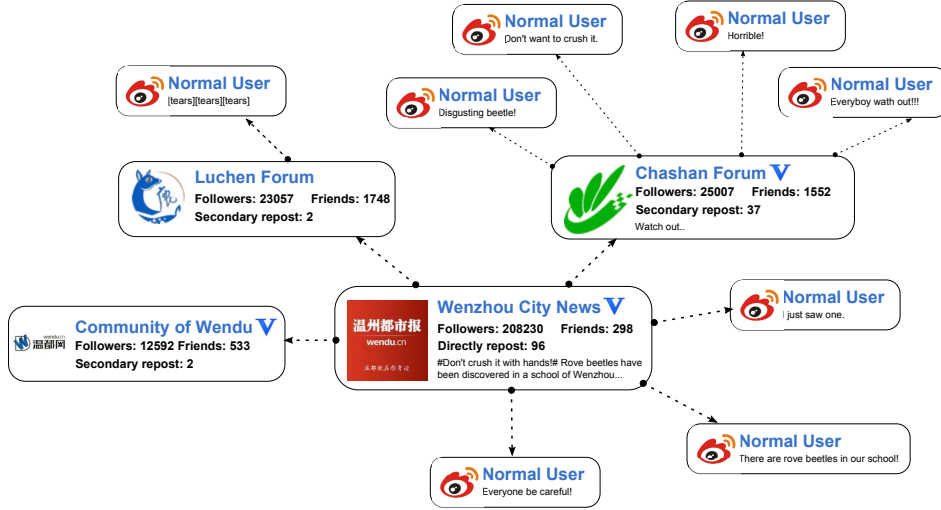 Normal User
Don't want to crush it.
Normal User
Horrible!
Normal User
[tears][tears][tears]
Normal User
Disgusting beetle!
Normal User
Everyboy wath out!!!
Luchen Forum
Followers: 23057 Friends: 1748
Secondary repost: 2
Chashan Forum V
Followers: 25007 Friends: 1552
Secondary repost: 37
Watch out..
wendu.cn
温都网
Community of Wendu V
Followers: 12592 Friends: 533
Secondary repost: 2
温州都市报
wendu.cn
Wenzhou City News V
Followers: 208230 Friends: 298
Directly repost: 96
#Don't crush it with hands!# Rove beetles have
been discovered in a school of Wenzhou...
Normal User
I just saw one.
Normal User
There are rove beetles in our school!
Normal User
Everyone be careful!